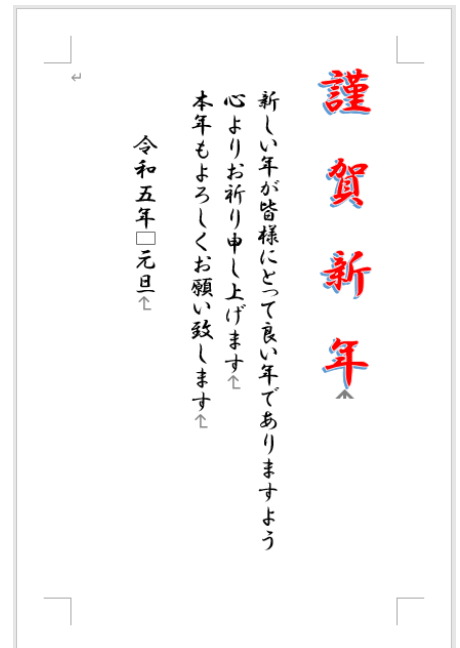 謹賀新年
新しい年が皆様にとって良い年でありますよう
心よりお祈り申し上げます
本年もよろしくお願い致します
令和五年□元旦